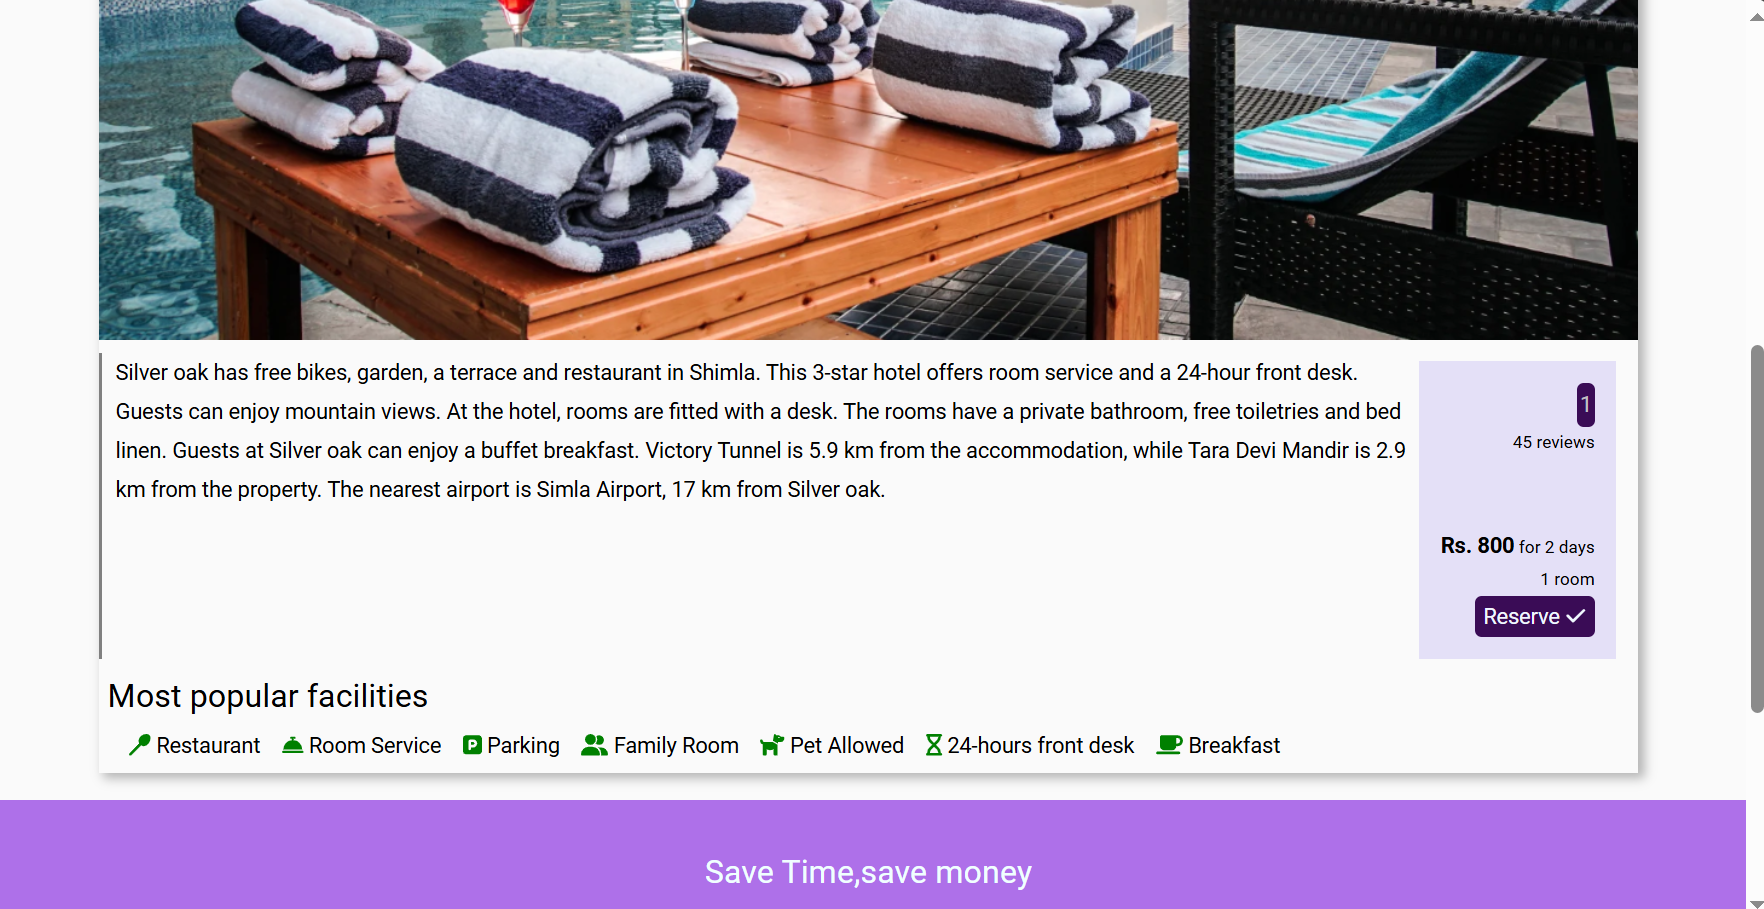 Silver oak has free bikes, garden, a terrace and restaurant in Shimla. This 3-star hotel offers room service and a 24-hour front desk.
Guests can enjoy mountain views. At the hotel, rooms are fitted with a desk. The rooms have a private bathroom, free toiletries and bed
linen. Guests at Silver oak can enjoy a buffet breakfast. Victory Tunnel is 5.9 km from the accommodation, while Tara Devi Mandir is 2.9
km from the property. The nearest airport is Simla Airport, 17 km from Silver oak.
1
45 reviews
Rs. 800 for 2 days
1 room
Reserve
Most popular facilities
Restaurant Room Service P Parking Family Room Pet Allowed 24-hours front desk Breakfast
Save Time,save money